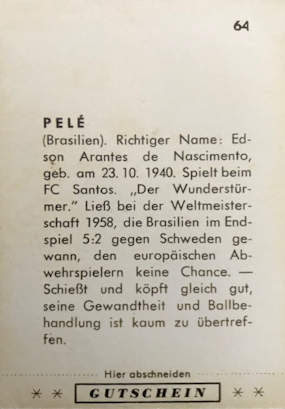 64
PELÉ
(Brasilien). Richtiger Name: Ed-
son Arantes de Nascimento,
geb. am 23. 10. 1940. Spielt beim
FC Santos. „Der Wunderstür-
mer.” Ließ bei der Weltmeister-
schaft 1958, die Brasilien im End-
spiel 5:2 gegen Schweden ge-
wann, den europäischen Ab-
wehrspielern keine Chance. —
Schießt und köpft gleich gut,
seine Gewandtheit und Ballbe-
handlung ist kaum zu übertref-
fen.
Hier abschneiden
* * GUTSCHEIN * *